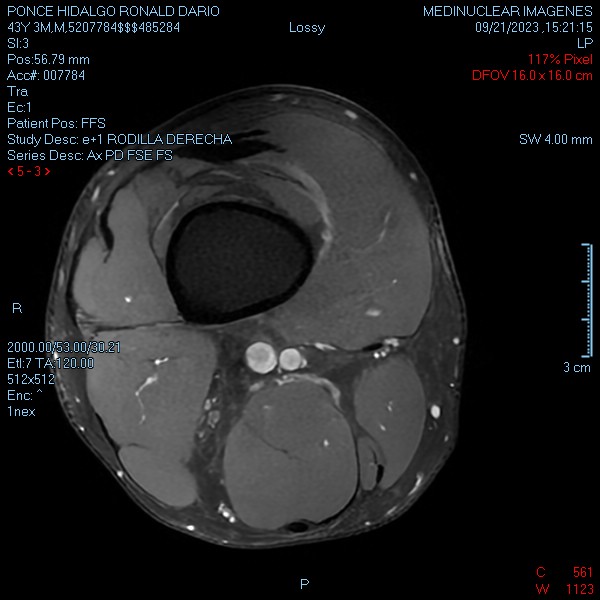 PONCE HIDALGO RONALD DARIO
43Y 3M,M,5207784$$$485284
Sl:3
Pos:56.79 mm
Acc#: 007784
Tra
Ec:1
Patient Pos: FFS
Study Desc: e+1 RODILLA DERECHA
Series Desc: Ax PD FSE FS
< 5 - 3 >
Lossy
MEDINUCLEAR IMAGENES
09/21/2023 ,15:21:15
LP
117% Pixel
DFOV 16.0 x 16.0 cm
SW 4.00 mm
R
2000.00/53.00/30.21
Etl:7 TA:120.00
512x512
Enc: ^
1nex
3 cm
P
C 561
W 1123